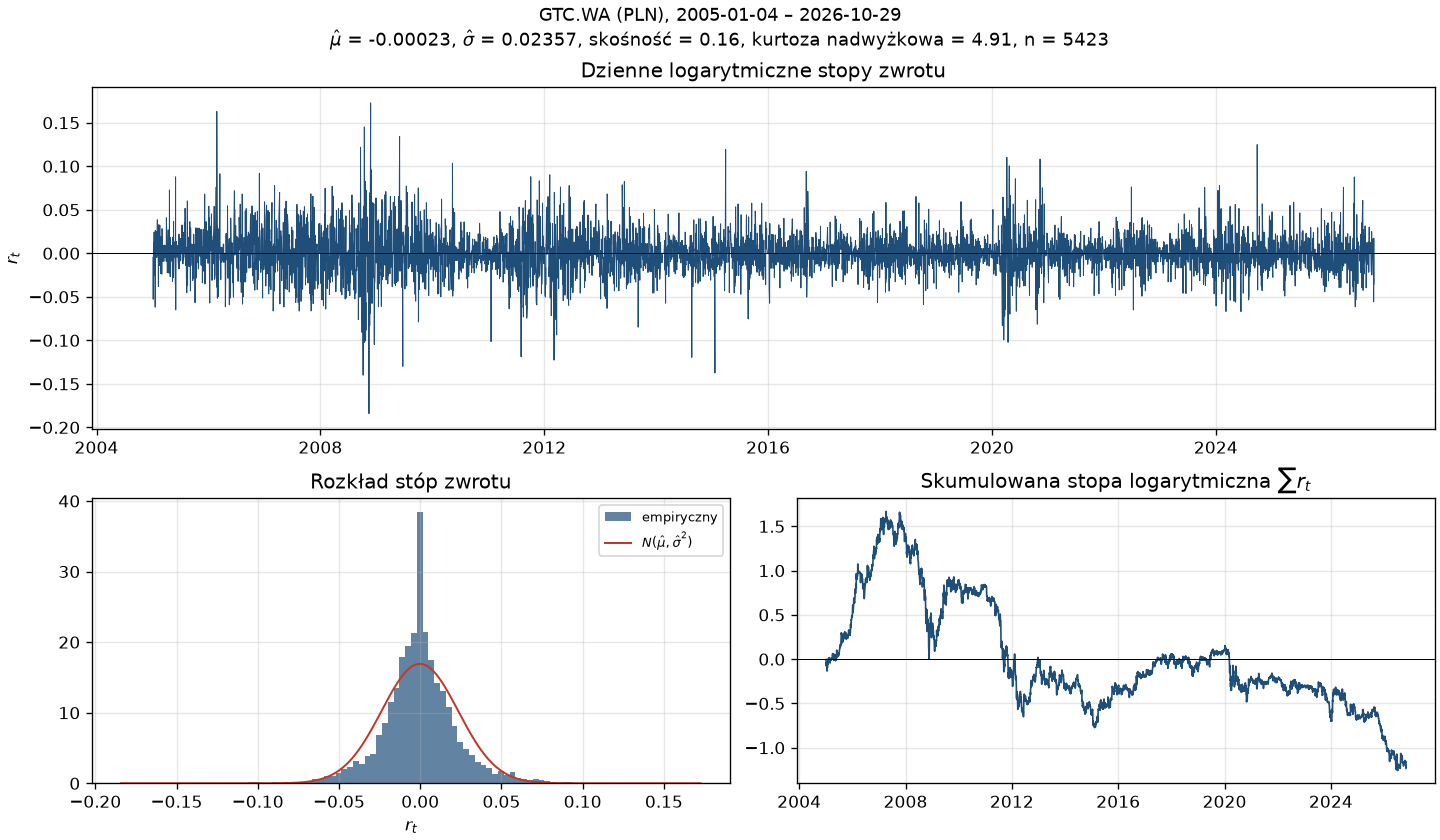 GTC.WA (PLN), 2005-01-04 – 2026-10-29
μ̂ = -0.00023, σ̂ = 0.02357, skośność = 0.16, kurtoza nadwyżkowa = 4.91, n = 5423
Dzienne logarytmiczne stopy zwrotu
0.15
0.10
0.05
0.00
−0.05
−0.10
−0.15
−0.20
r_t
2004 2008 2012 2016 2020 2024
Rozkład stóp zwrotu
40
30
20
10
0
empiryczny
N(μ̂, σ̂²)
−0.20 −0.15 −0.10 −0.05 0.00 0.05 0.10 0.15
r_t
Skumulowana stopa logarytmiczna ∑r_t
1.5
1.0
0.5
0.0
−0.5
−1.0
2004 2008 2012 2016 2020 2024